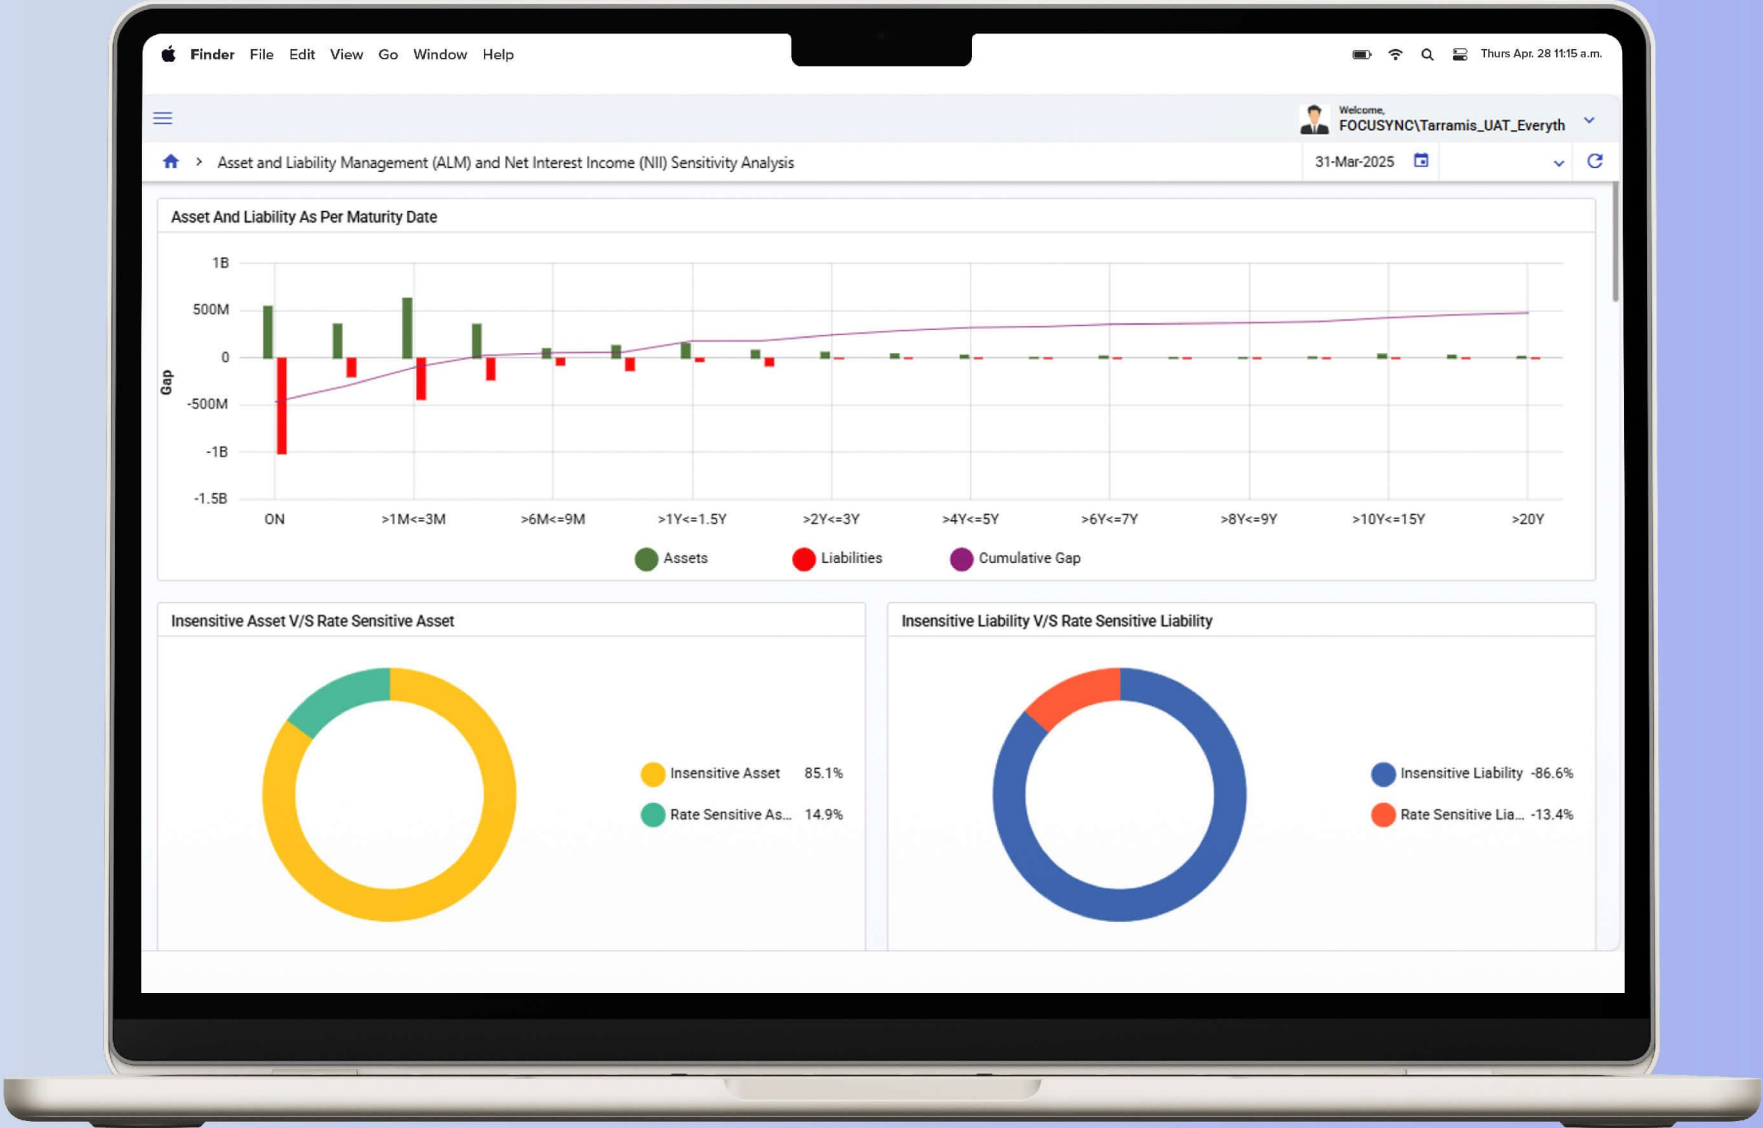 Finder File Edit View Go Window Help
Thurs Apr. 28 11:15 a.m.
Welcome,
FOCUSYNC\Tarramis_UAT_Everyth
> Asset and Liability Management (ALM) and Net Interest Income (NII) Sensitivity Analysis
31-Mar-2025
Asset And Liability As Per Maturity Date
1B
500M
0
-500M
-1B
-1.5B
Gap
ON >1M<=3M >6M<=9M >1Y<=1.5Y >2Y<=3Y >4Y<=5Y >6Y<=7Y >8Y<=9Y >10Y<=15Y >20Y
Assets Liabilities Cumulative Gap
Insensitive Asset V/S Rate Sensitive Asset
Insensitive Asset 85.1%
Rate Sensitive As... 14.9%
Insensitive Liability V/S Rate Sensitive Liability
Insensitive Liability -86.6%
Rate Sensitive Lia... -13.4%